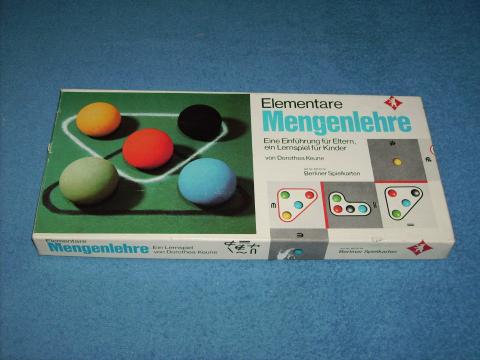 Elementare
Mengenlehre
Eine Einführung für Eltern,
ein Lernspiel für Kinder
von Dorothea Keune
Berliner Spielkarten
Elementare
Mengenlehre
Ein Lernspiel
von Dorothea Keune
Berliner Spielkarten